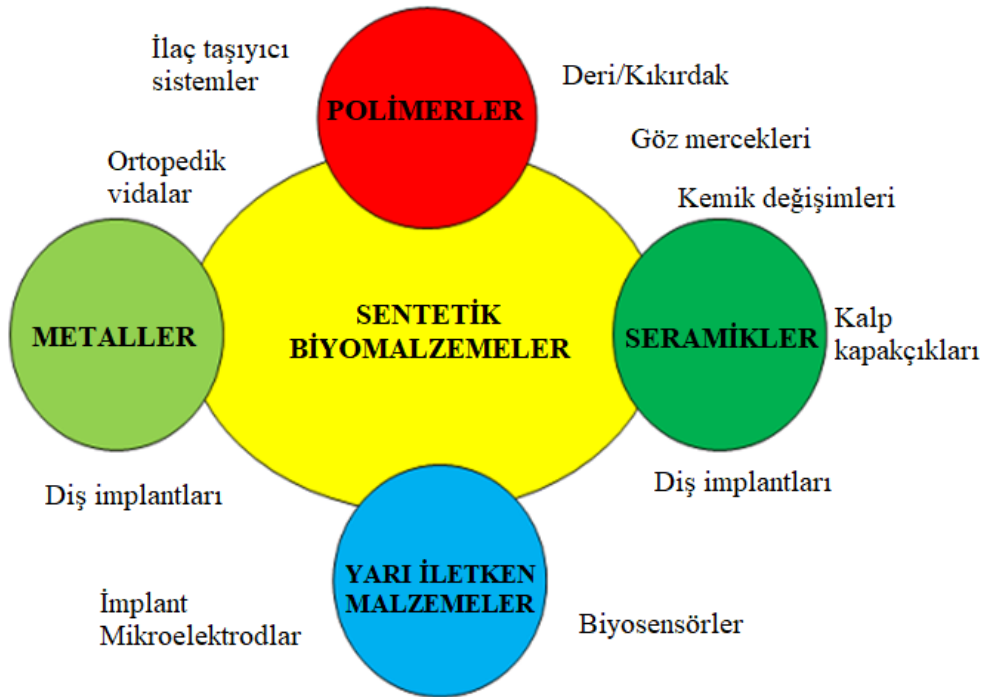 İlaç taşıyıcı
sistemler
POLİMERLER
Deri/Kıkırdak
Göz mercekleri
Ortopedik
vidalar
Kemik değişimleri
METALLER
SENTETİK
BİYOMALZEMELER
SERAMİKLER
Kalp
kapakçıkları
Diş implantları
Diş implantları
YARI İLETKEN
MALZEMELER
İmplant
Mikroelektrodlar
Biyosensörler